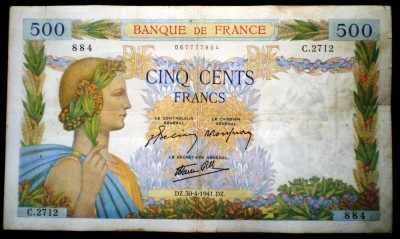 500 BANQUE DE FRANCE 500
884 067777884 C.2712
CINQ CENTS
FRANCS
LE CONTROLEUR GÉNÉRAL LE CAISSIER GÉNÉRAL
LE SECRÉTAIRE GÉNÉRAL
C.2712 DZ.30-4-1941.DZ. 884